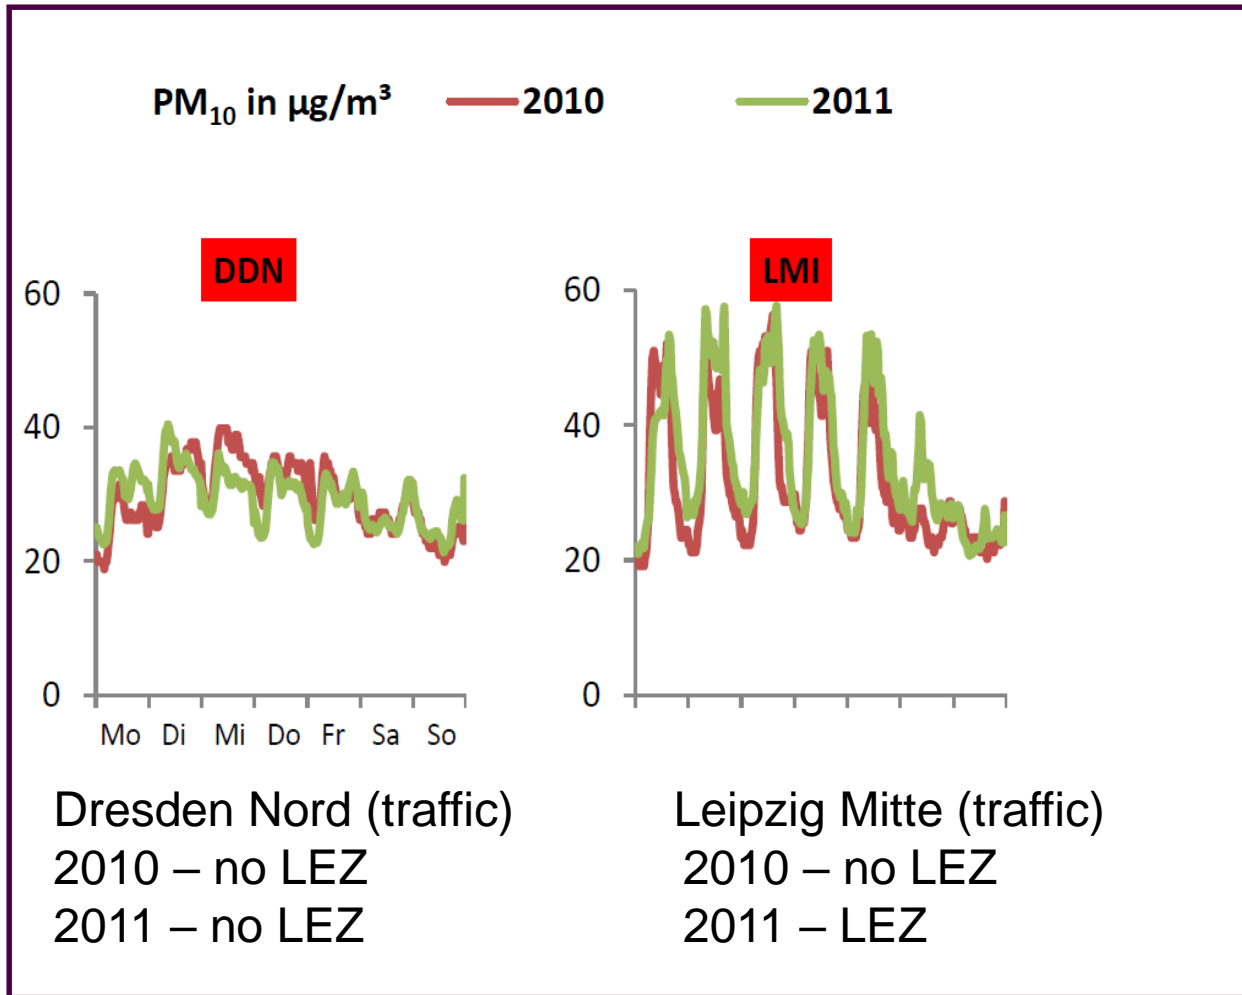 PM₁₀ in µg/m³ 2010 2011
DDN
60
40
20
0
Mo Di Mi Do Fr Sa So
LMI
60
40
20
0
Dresden Nord (traffic)
2010 – no LEZ
2011 – no LEZ
Leipzig Mitte (traffic)
2010 – no LEZ
2011 – LEZ